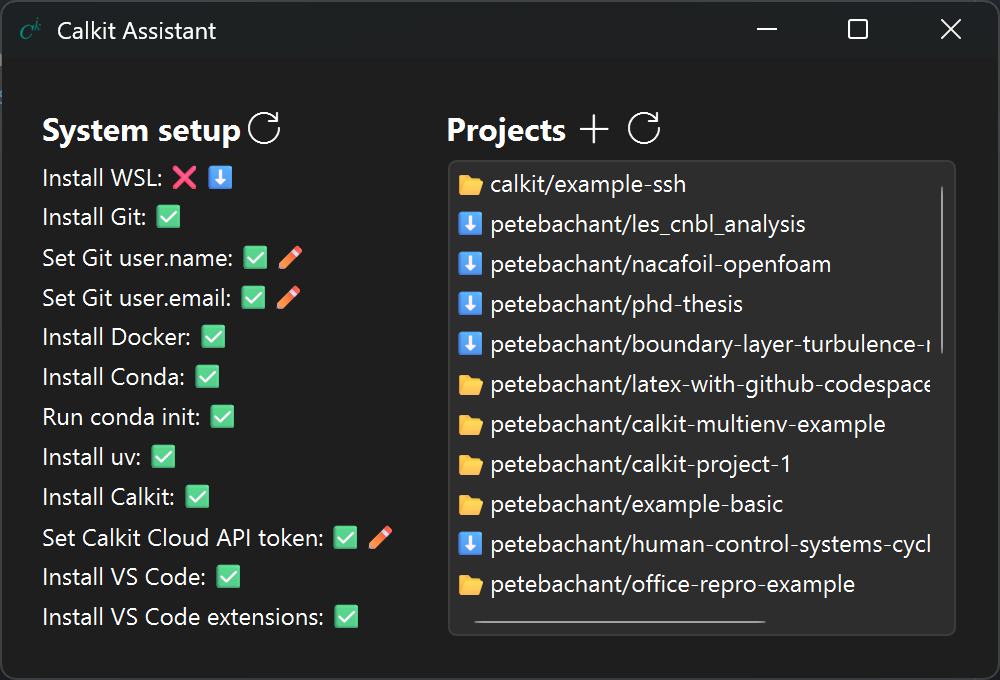 Calkit Assistant
System setup
Install WSL:
Install Git:
Set Git user.name:
Set Git user.email:
Install Docker:
Install Conda:
Run conda init:
Install uv:
Install Calkit:
Set Calkit Cloud API token:
Install VS Code:
Install VS Code extensions:
Projects
calkit/example-ssh
petebachant/les_cnbl_analysis
petebachant/nacafoil-openfoam
petebachant/phd-thesis
petebachant/boundary-layer-turbulence-
petebachant/latex-with-github-codespace
petebachant/calkit-multienv-example
petebachant/calkit-project-1
petebachant/example-basic
petebachant/human-control-systems-cycl
petebachant/office-repro-example